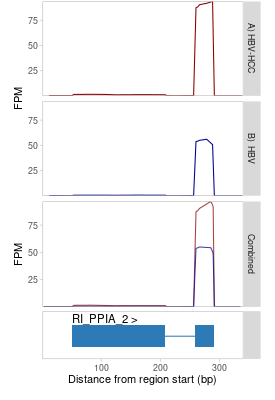 75
50
25
A) HBV-HCC
FPM
75
50
25
B) HBV
75
50
25
FPM
Combined
RI_PPIA_2 >
100
200
300
Distance from region start (bp)